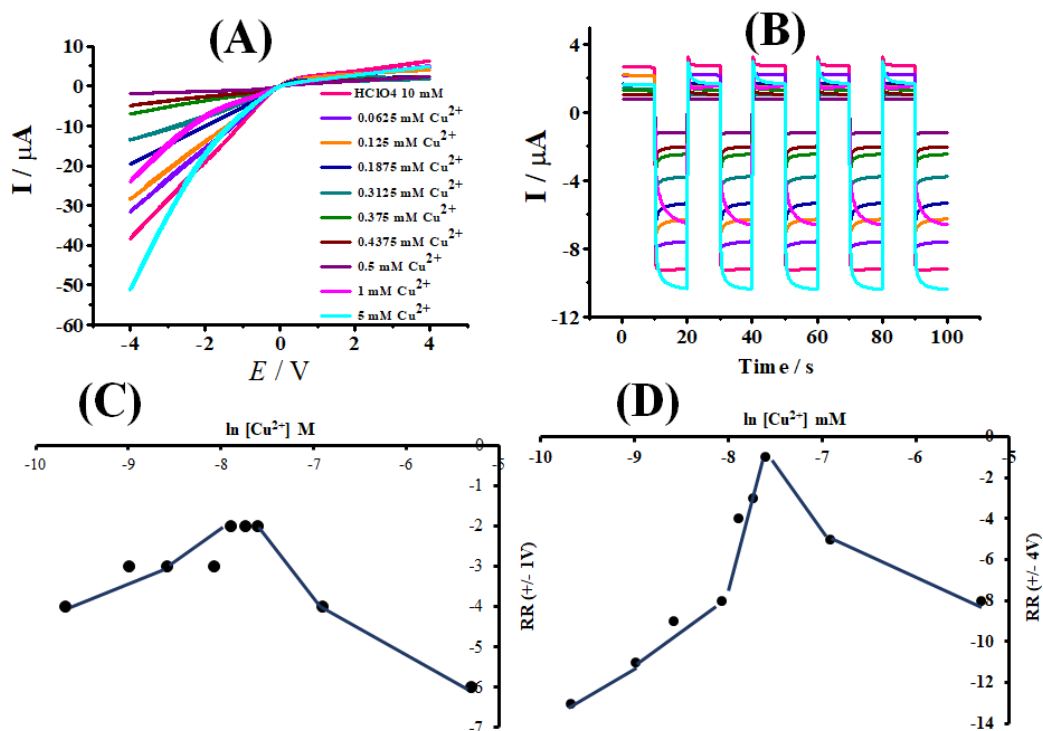 (A)
10
0
-10
-20
-30
-40
-50
-60
I / µA
-4
-2
0
2
4
E / V
HClO4 10 mM
0.0625 mM Cu2+
0.125 mM Cu2+
0.1875 mM Cu2+
0.3125 mM Cu2+
0.375 mM Cu2+
0.4375 mM Cu2+
0.5 mM Cu2+
1 mM Cu2+
5 mM Cu2+
(B)
4
0
-4
-8
-12
I / µA
0
20
40
60
80
100
Time / s
(C)
ln [Cu2+] M
-10
-9
-8
-7
-6
-5
0
-1
-2
-3
-4
-5
-6
-7
RR (+/- 1V)
(D)
ln [Cu2+] mM
-10
-9
-8
-7
-6
-5
0
-2
-4
-6
-8
-10
-12
-14
RR (+/- 4V)